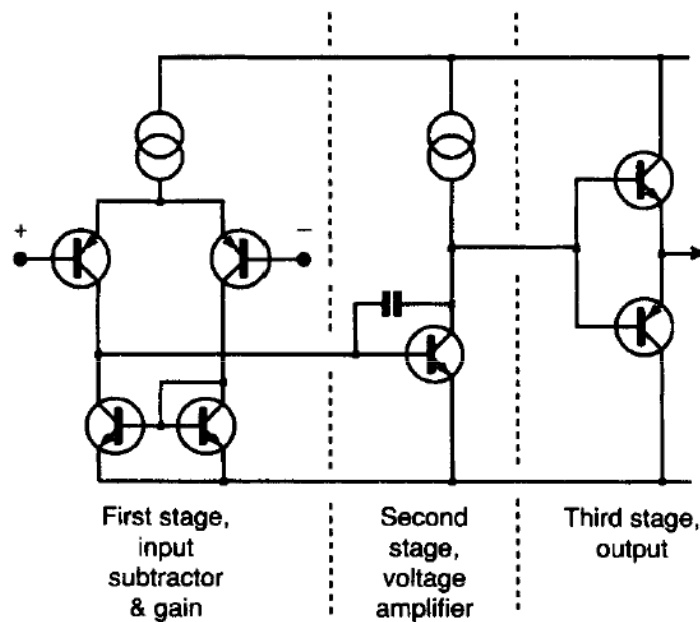 +
−
First stage,
input
subtractor
& gain
Second
stage,
voltage
amplifier
Third stage,
output